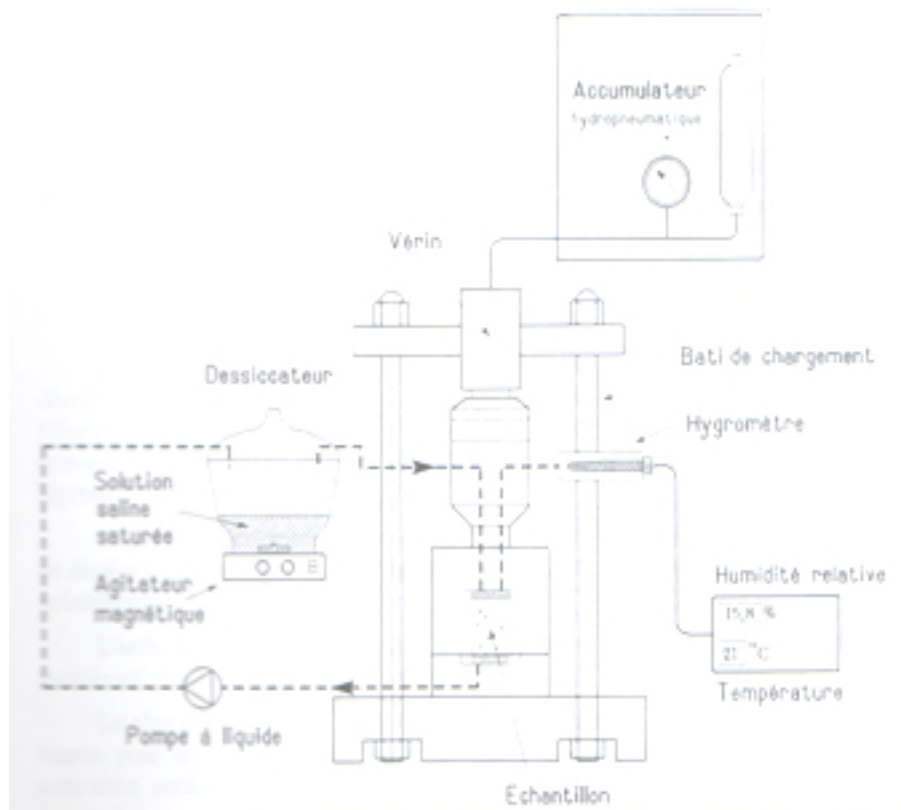 Accumulateur
hydropneumatique
Vérin
Bati de chargement
Dessiccateur
Hygromètre
Solution
saline
saturée
Agitateur
magnétique
Humidité relative
15,8 %
21 °C
Température
Pompe à liquide
Echantillon